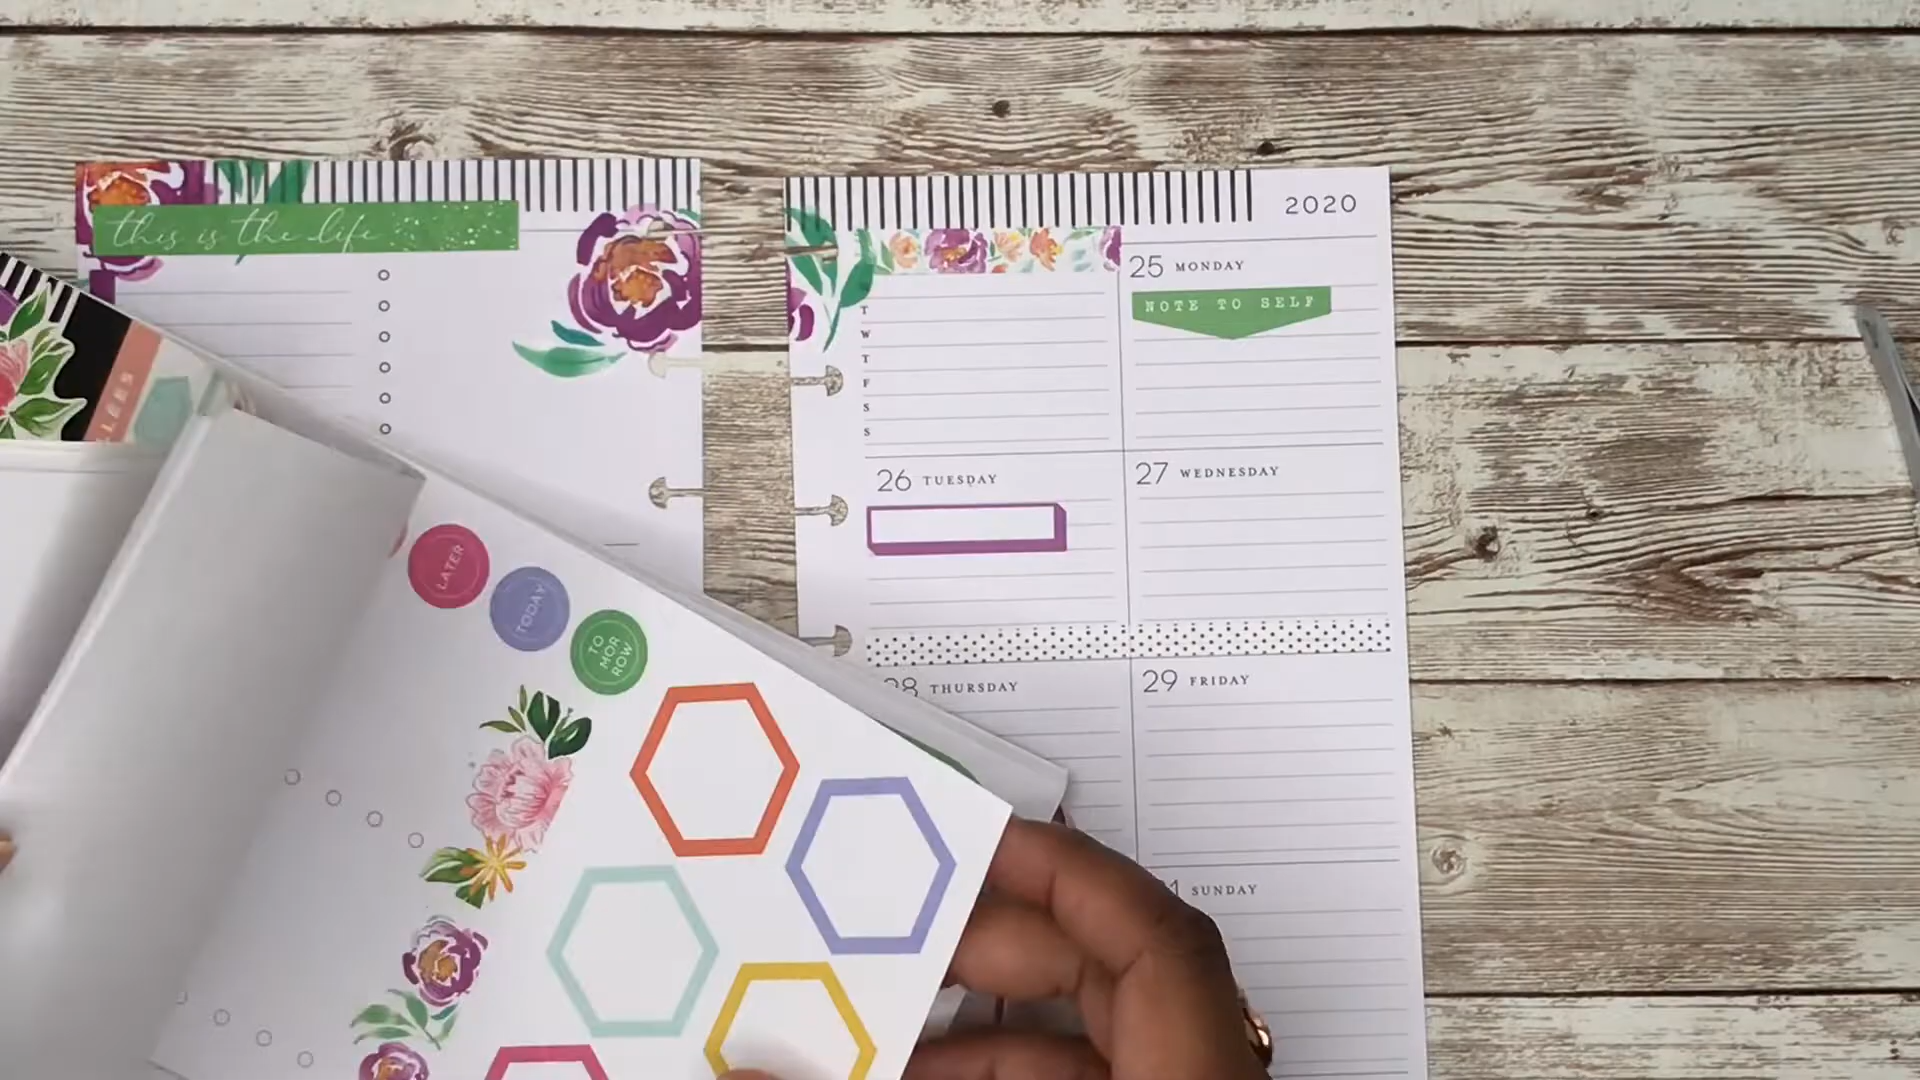 this is the life
2020
25 MONDAY
NOTE TO SELF
T
W
T
F
S
S
26 TUESDAY
27 WEDNESDAY
28 THURSDAY
29 FRIDAY
SUNDAY
LATER
TODAY
TO
MOR
ROW